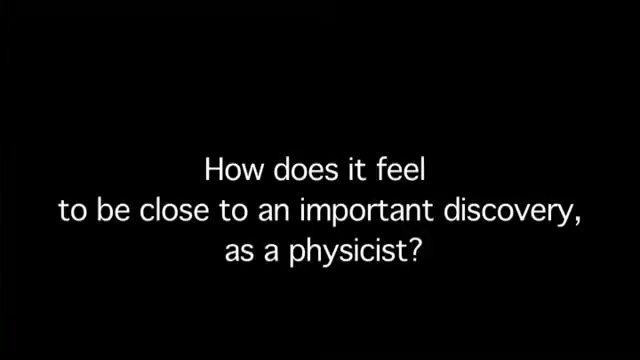 How does it feel
to be close to an important discovery,
as a physicist?